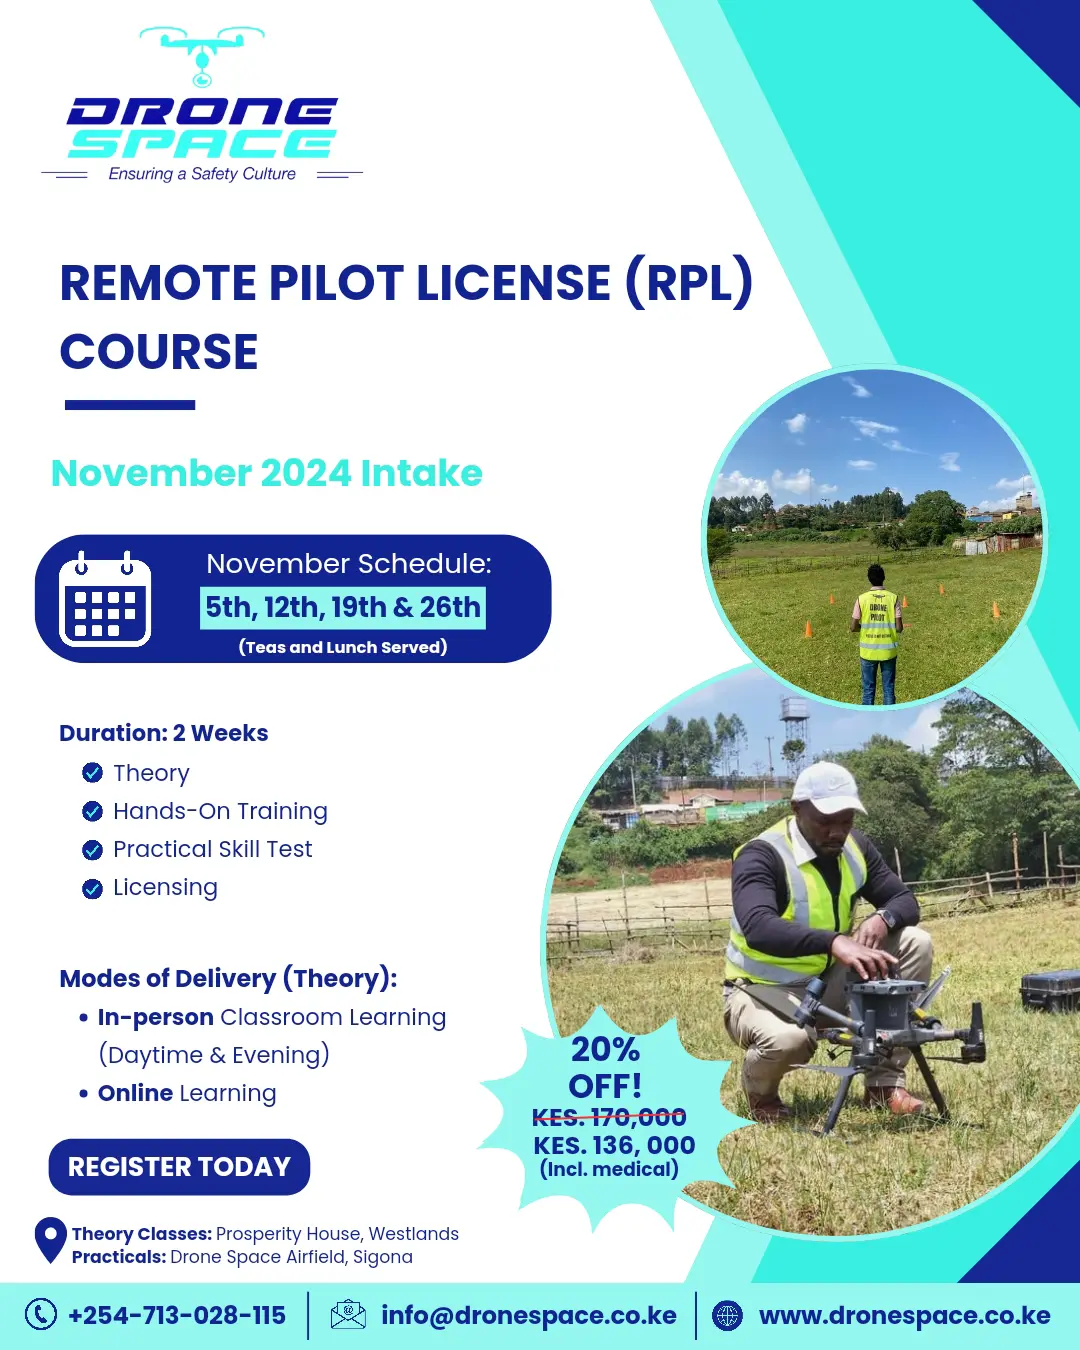 DRONE
SPACE
Ensuring a Safety Culture
REMOTE PILOT LICENSE (RPL)
COURSE
November 2024 Intake
November Schedule:
5th, 12th, 19th & 26th
(Teas and Lunch Served)
Duration: 2 Weeks
Theory
Hands-On Training
Practical Skill Test
Licensing
Modes of Delivery (Theory):
• In-person Classroom Learning
(Daytime & Evening)
• Online Learning
DRONE
PILOT
20%
OFF!
KES. 170,000
KES. 136, 000
(Incl. medical)
REGISTER TODAY
Theory Classes: Prosperity House, Westlands
Practicals: Drone Space Airfield, Sigona
+254-713-028-115
info@dronespace.co.ke
www.dronespace.co.ke